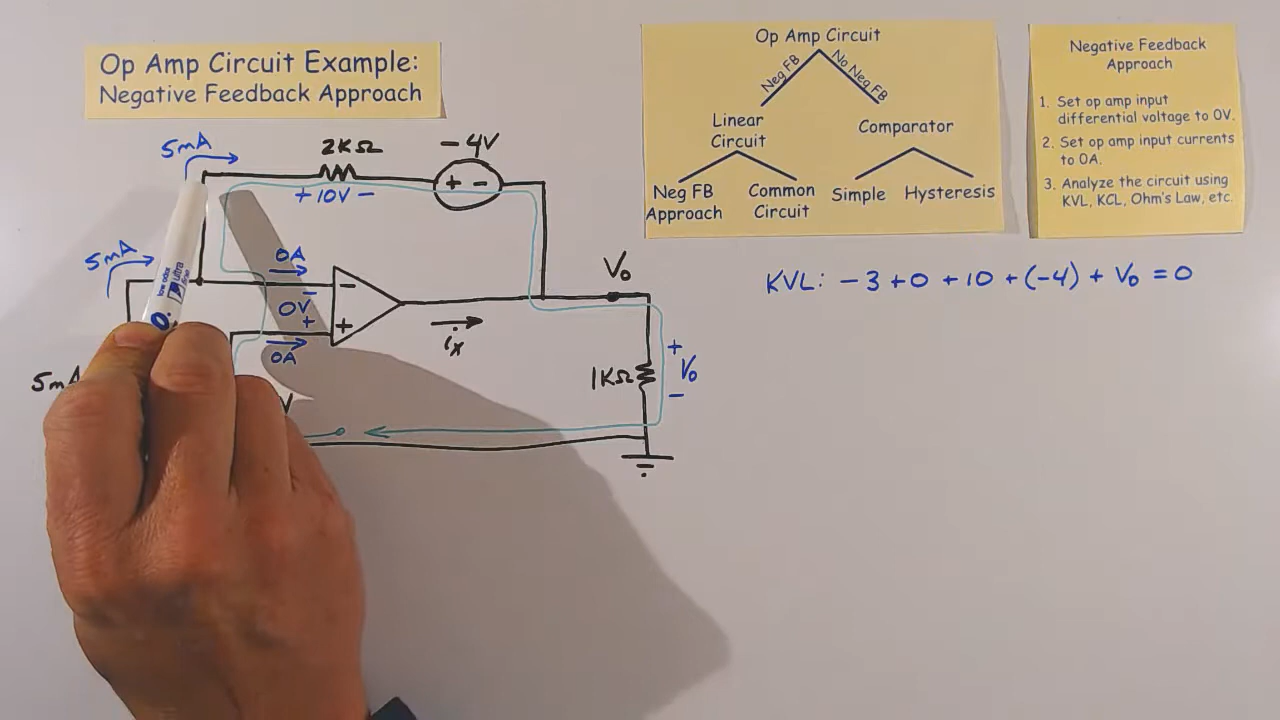 Op Amp Circuit Example:
Negative Feedback Approach
Op Amp Circuit
Neg FB
No Neg FB
Linear
Circuit
Comparator
Neg FB
Approach
Common
Circuit
Simple
Hysteresis
Negative Feedback
Approach
1. Set op amp input
differential voltage to 0V.
2. Set op amp input currents
to 0A.
3. Analyze the circuit using
KVL, KCL, Ohm's Law, etc.
5mA
2KΩ
-4V
+ -
+ 10V -
5mA
0A
-
0V
+
0A
-
+
Vo
ix
KVL: -3 + 0 + 10 + (-4) + Vo = 0
1KΩ
+
Vo
-
5mA
V